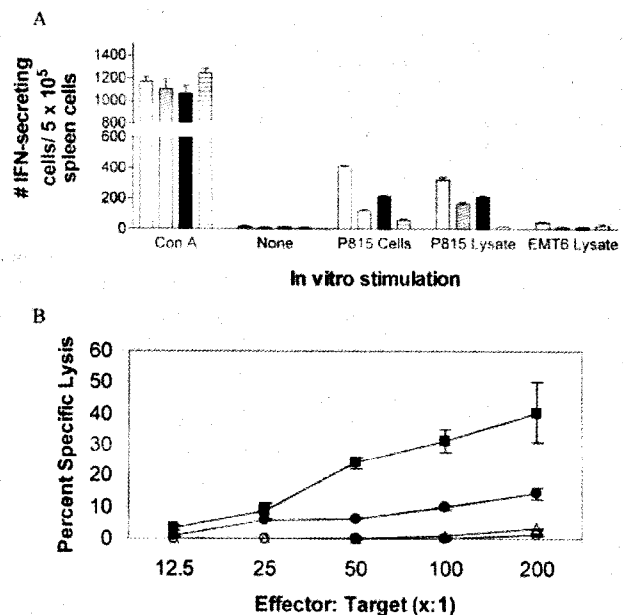 A
# IFN-secreting
cells/ 5 x 10⁵
spleen cells
1400
1200
1000
800
600
400
200
0
Con A
None
P815 Cells
P815 Lysate
EMT6 Lysate
In vitro stimulation
B
Percent Specific Lysis
60
50
40
30
20
10
0
12.5
25
50
100
200
Effector: Target (x:1)